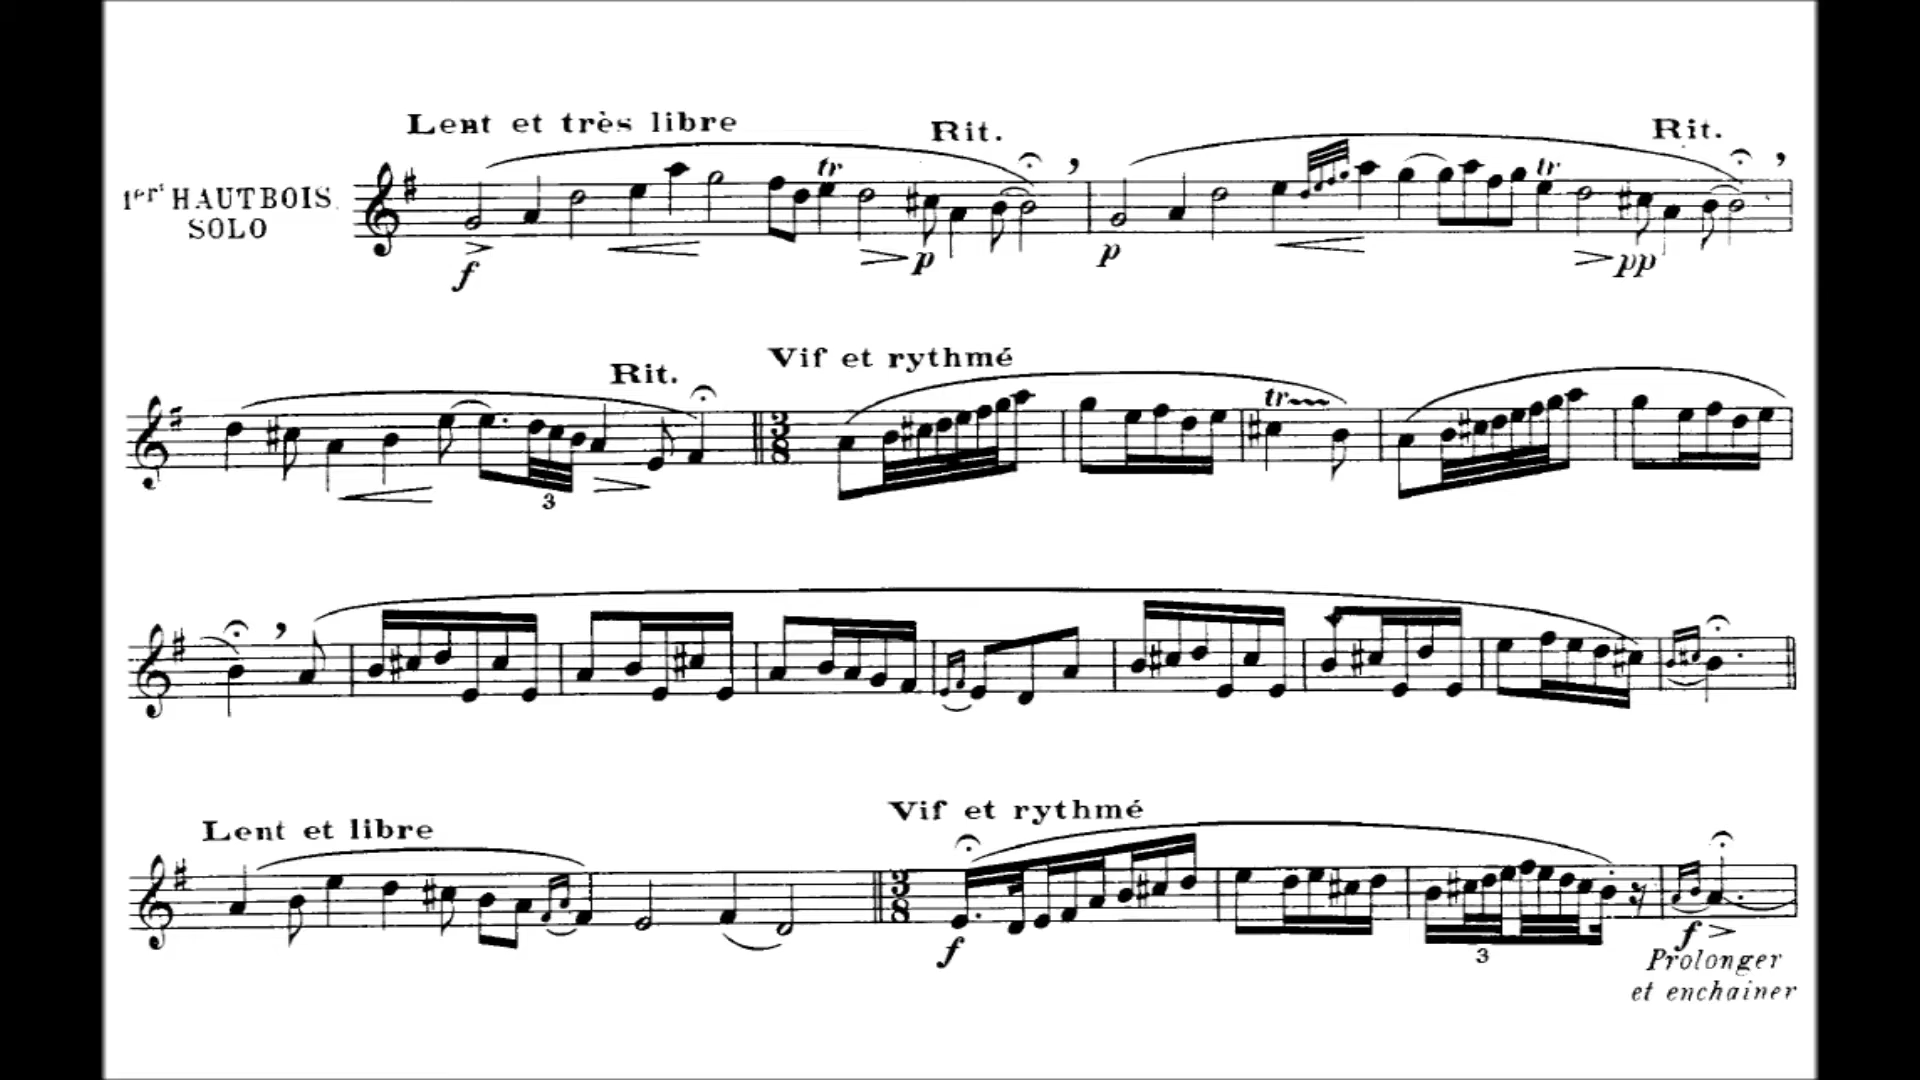 Lent et très libre Rit. Rit.
1er HAUTBOIS
SOLO
tr tr
f p p pp
Rit. Vif et rythmé
3
8
tr
3
Lent et libre Vif et rythmé
3
8
f 3 f
Prolonger
et enchainer